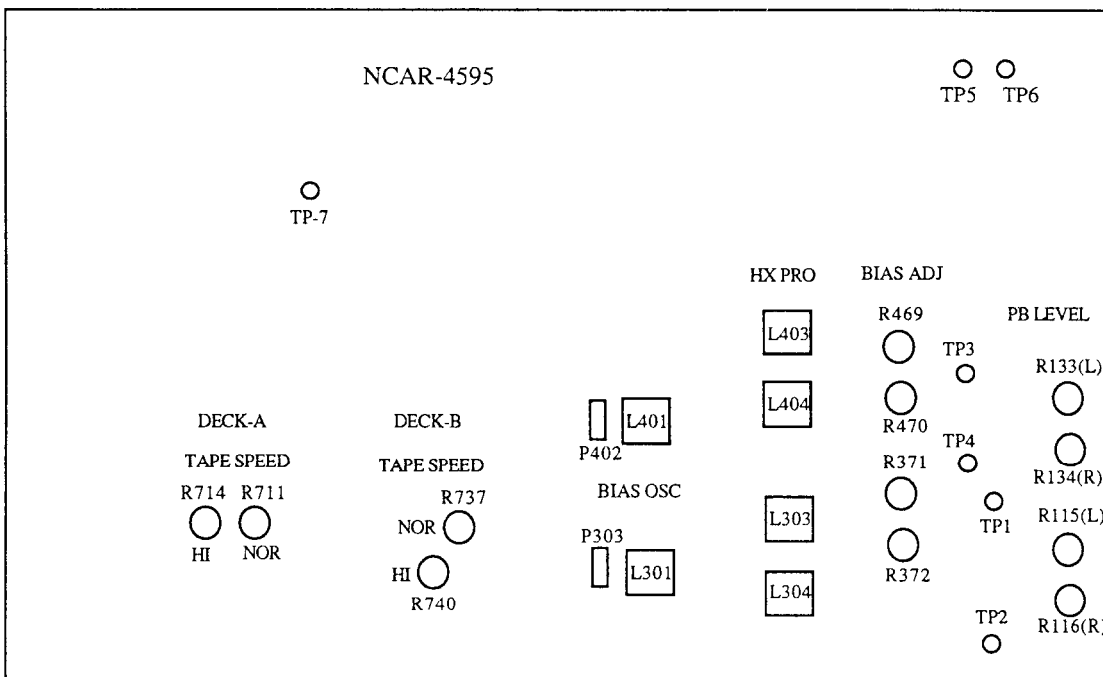 NCAR-4595
TP5 TP6
TP-7
HX PRO BIAS ADJ
R469 PB LEVEL
L403
TP3
R133(L)
L404
DECK-A DECK-B L401
P402 R470
TP4
TAPE SPEED TAPE SPEED
R371 R134(R)
R714 R711 R737 BIAS OSC
L303 TP1 R115(L)
NOR
HI NOR P303
HI L301 R372
R740 L304
TP2 R116(R)